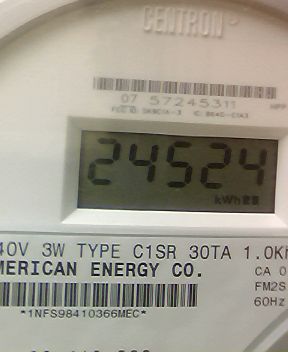 CENTRON
07 57245311
24524
kWh
40V 3W TYPE C1SR 30TA 1.0Kh
MERICAN ENERGY CO.
CA 0
FM2S
60Hz
*1NFS98410366MEC*